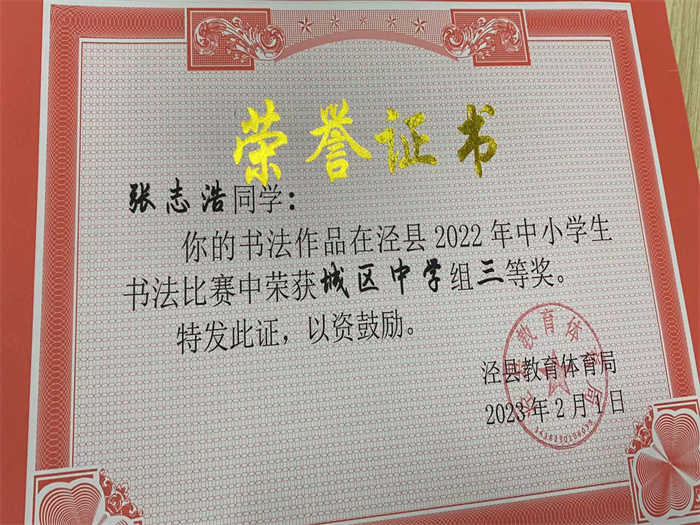 荣誉证书
张志浩同学：
你的书法作品在泾县2022年中小学生
书法比赛中荣获城区中学组三等奖。
特发此证，以资鼓励。
泾县教育体育局
2023年2月1日